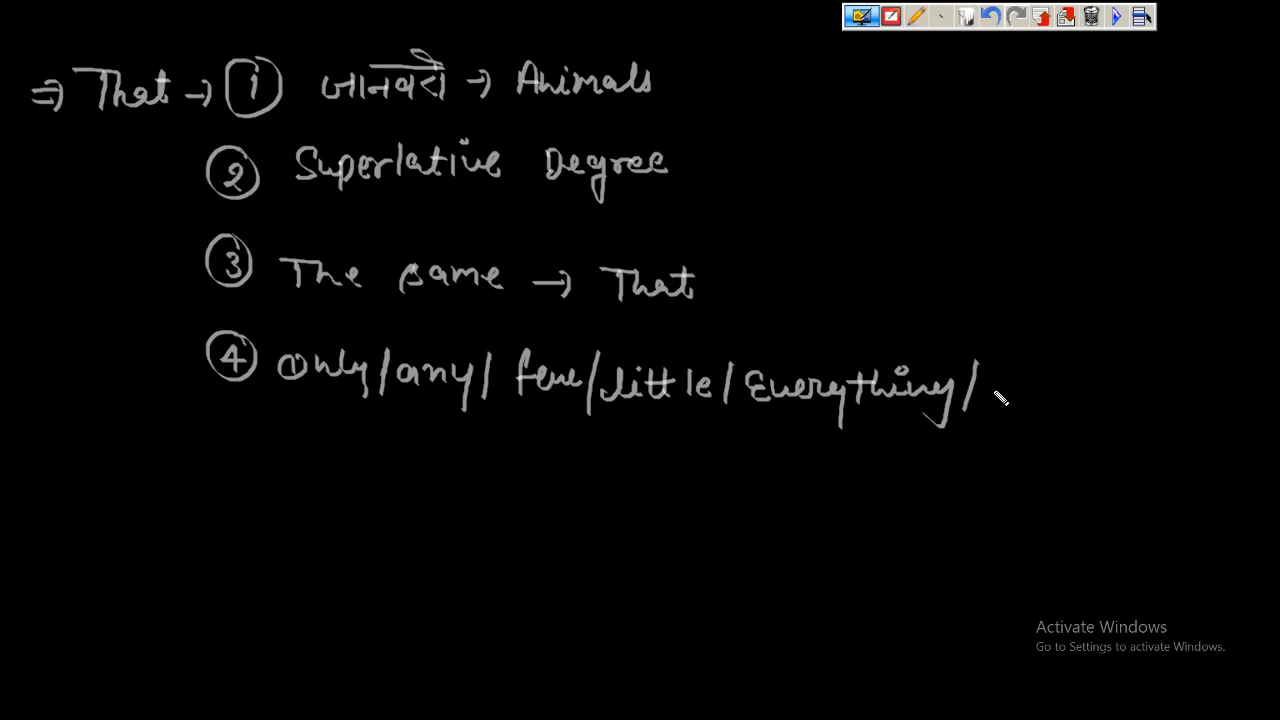 ⇒ That → ① जानवरों → Animals
② Superlative Degree
③ The same → That
④ Only/any/few/little/Everything/
Activate Windows
Go to Settings to activate Windows.